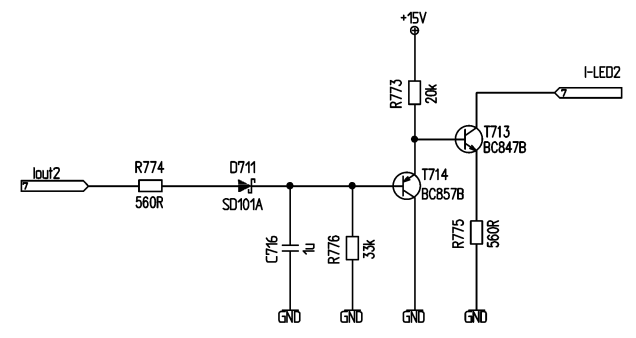 +15V
R773
20k
I-LED2
7
T713
BC847B
Iout2
7
R774
560R
D711
SD101A
T714
BC857B
C716
1u
R776
33k
R775
560R
GND
GND
GND
GND